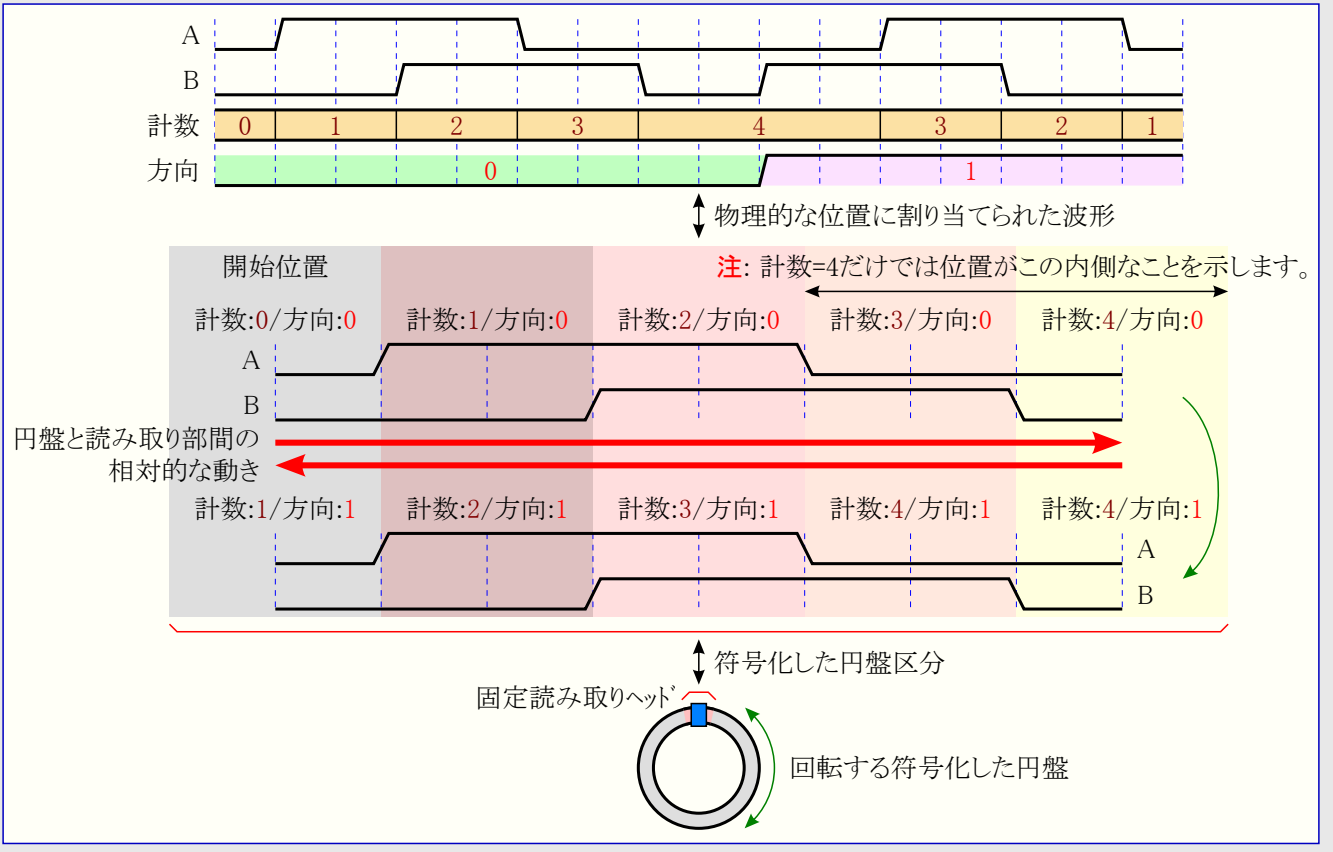 A
B
計数 0 1 2 3 4 3 2 1
方向 0 1
物理的な位置に割り当てられた波形
開始位置
注: 計数=4だけでは位置がこの内側なことを示します。
計数:0/方向:0 計数:1/方向:0 計数:2/方向:0 計数:3/方向:0 計数:4/方向:0
A
B
円盤と読み取り部間の
相対的な動き
計数:1/方向:1 計数:2/方向:1 計数:3/方向:1 計数:4/方向:1 計数:4/方向:1
A
B
符号化した円盤区分
固定読み取りヘッド
回転する符号化した円盤